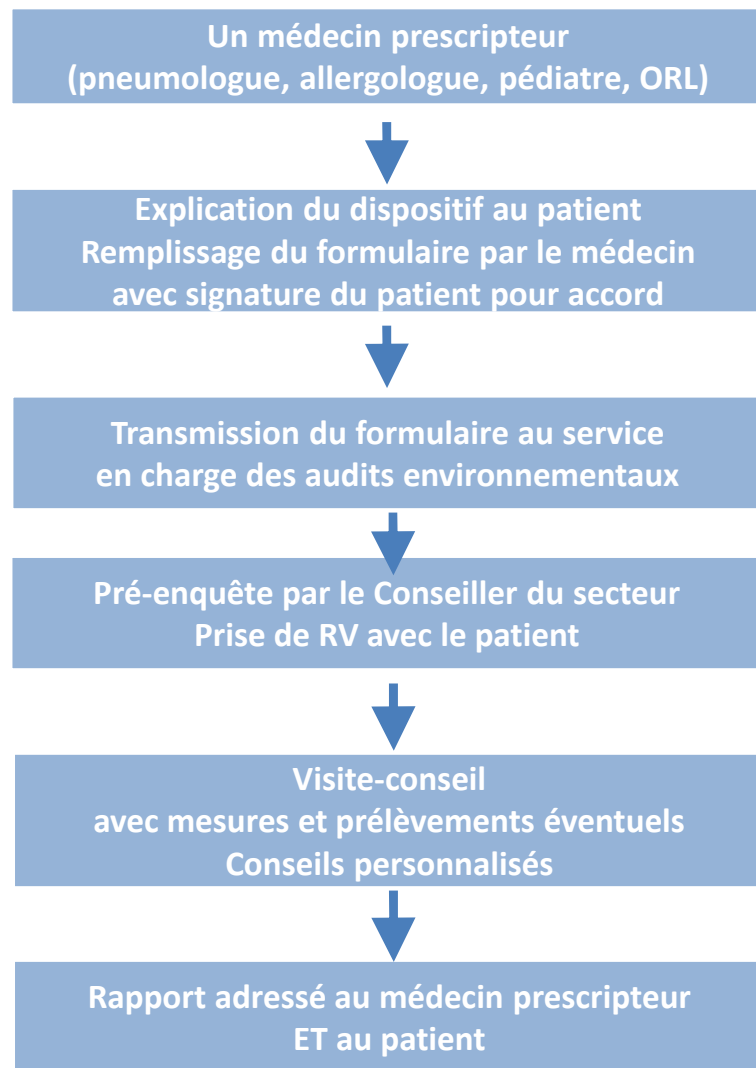 Un médecin prescripteur
(pneumologue, allergologue, pédiatre, ORL)
Explication du dispositif au patient
Remplissage du formulaire par le médecin
avec signature du patient pour accord
Transmission du formulaire au service
en charge des audits environnementaux
Pré-enquête par le Conseiller du secteur
Prise de RV avec le patient
Visite-conseil
avec mesures et prélèvements éventuels
Conseils personnalisés
Rapport adressé au médecin prescripteur
ET au patient